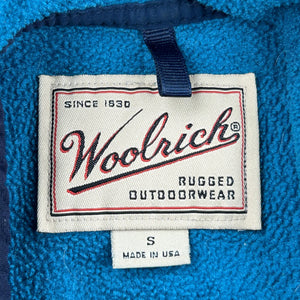 SINCE 1830
Woolrich®
RUGGED
OUTDOORWEAR
S
MADE IN USA